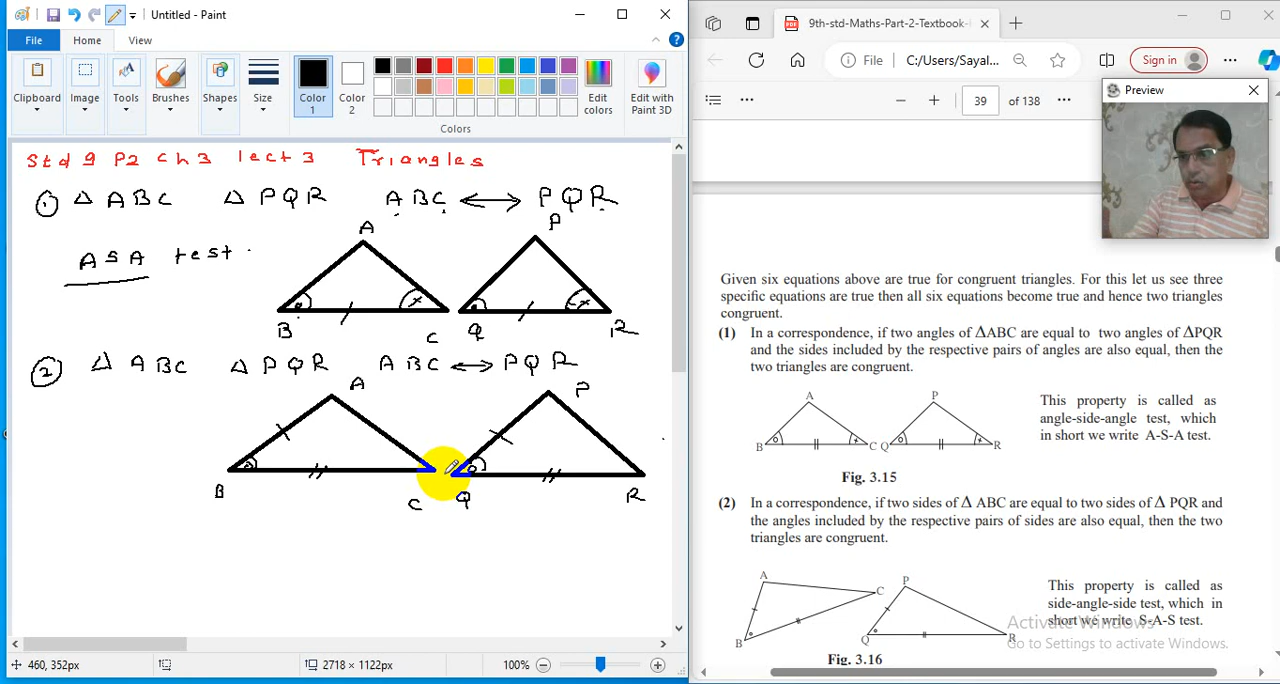 Untitled - Paint
File
Home
View
Clipboard
Image
Tools
Brushes
Shapes
Size
Color 1
Color 2
Edit colors
Edit with Paint 3D
Colors
Std 9 P2 Ch 3 lect 3 Triangles
① Δ ABC Δ PQR ABC ↔ PQR
ASA test
A
P
B
C
Q
R
② Δ ABC Δ PQR ABC ↔ PQR
A
P
B
C
Q
R
460, 352px
2718 × 1122px
100%
9th-std-Maths-Part-2-Textbook-
File
C:/Users/Sayal...
Sign in
39 of 138
Preview
Given six equations above are true for congruent triangles. For this let us see three
specific equations are true then all six equations become true and hence two triangles
congruent.
(1) In a correspondence, if two angles of ΔABC are equal to two angles of ΔPQR
and the sides included by the respective pairs of angles are also equal, then the
two triangles are congruent.
A
P
B
C
Q
R
This property is called as
angle-side-angle test, which
in short we write A-S-A test.
Fig. 3.15
(2) In a correspondence, if two sides of Δ ABC are equal to two sides of Δ PQR and
the angles included by the respective pairs of sides are also equal, then the two
triangles are congruent.
A
C
P
B
Q
R
This property is called as
side-angle-side test, which in
short we write S-A-S test.
Fig. 3.16
Activate Windows
Go to Settings to activate Windows.